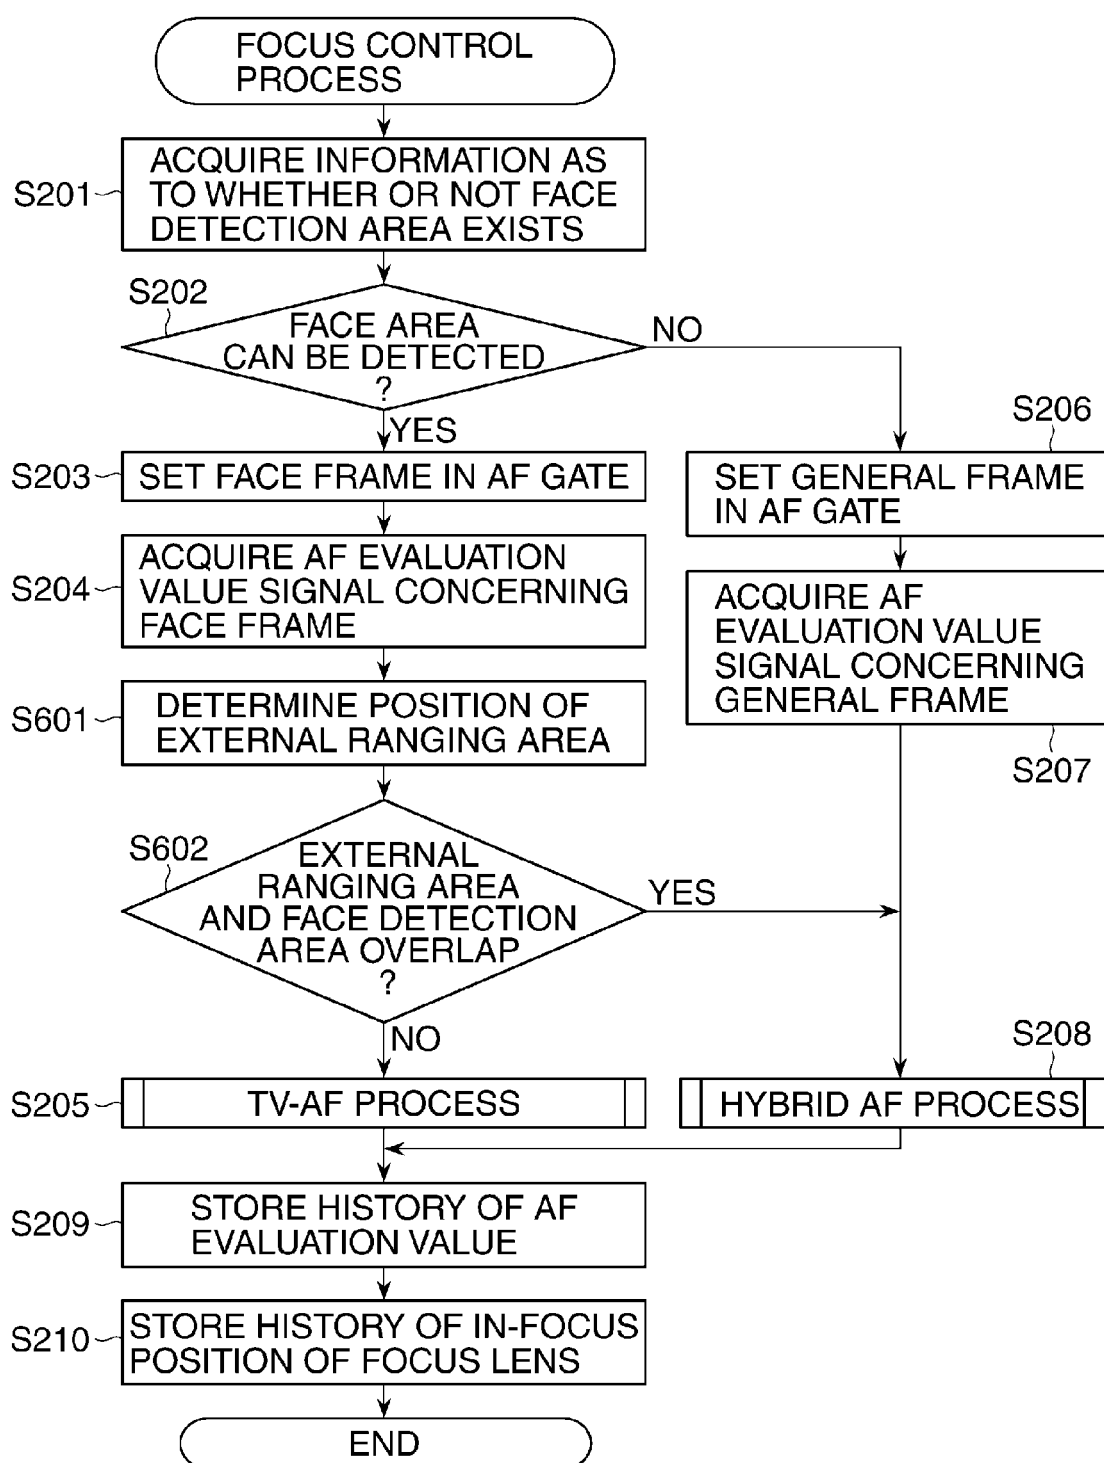 FOCUS CONTROL
PROCESS
S201
ACQUIRE INFORMATION AS
TO WHETHER OR NOT FACE
DETECTION AREA EXISTS
S202
FACE AREA
CAN BE DETECTED
?
NO
YES
S203
SET FACE FRAME IN AF GATE
S204
ACQUIRE AF EVALUATION
VALUE SIGNAL CONCERNING
FACE FRAME
S601
DETERMINE POSITION OF
EXTERNAL RANGING AREA
S206
SET GENERAL FRAME
IN AF GATE
ACQUIRE AF
EVALUATION VALUE
SIGNAL CONCERNING
GENERAL FRAME
S207
S602
EXTERNAL
RANGING AREA
AND FACE DETECTION
AREA OVERLAP
?
YES
NO
S205
TV-AF PROCESS
S208
HYBRID AF PROCESS
S209
STORE HISTORY OF AF
EVALUATION VALUE
S210
STORE HISTORY OF IN-FOCUS
POSITION OF FOCUS LENS
END